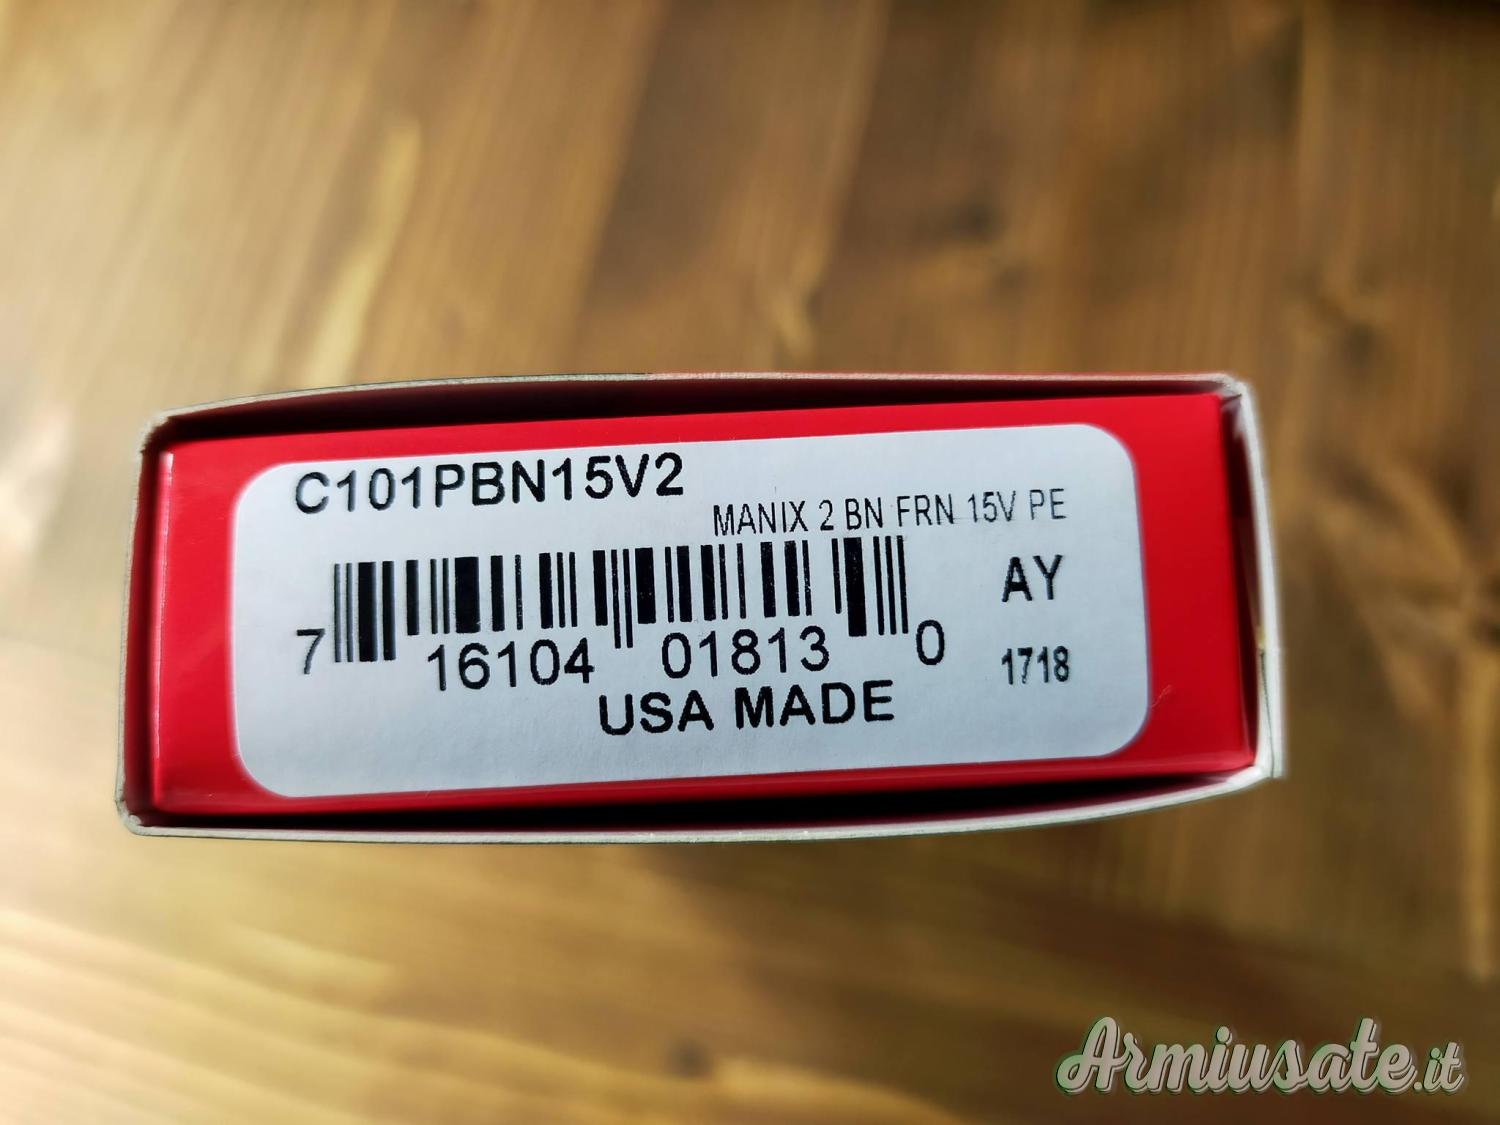 C101PBN15V2
MANIX 2 BN FRN 15V PE
AY
7 16104 01813 0
1718
USA MADE
Armiusate.it